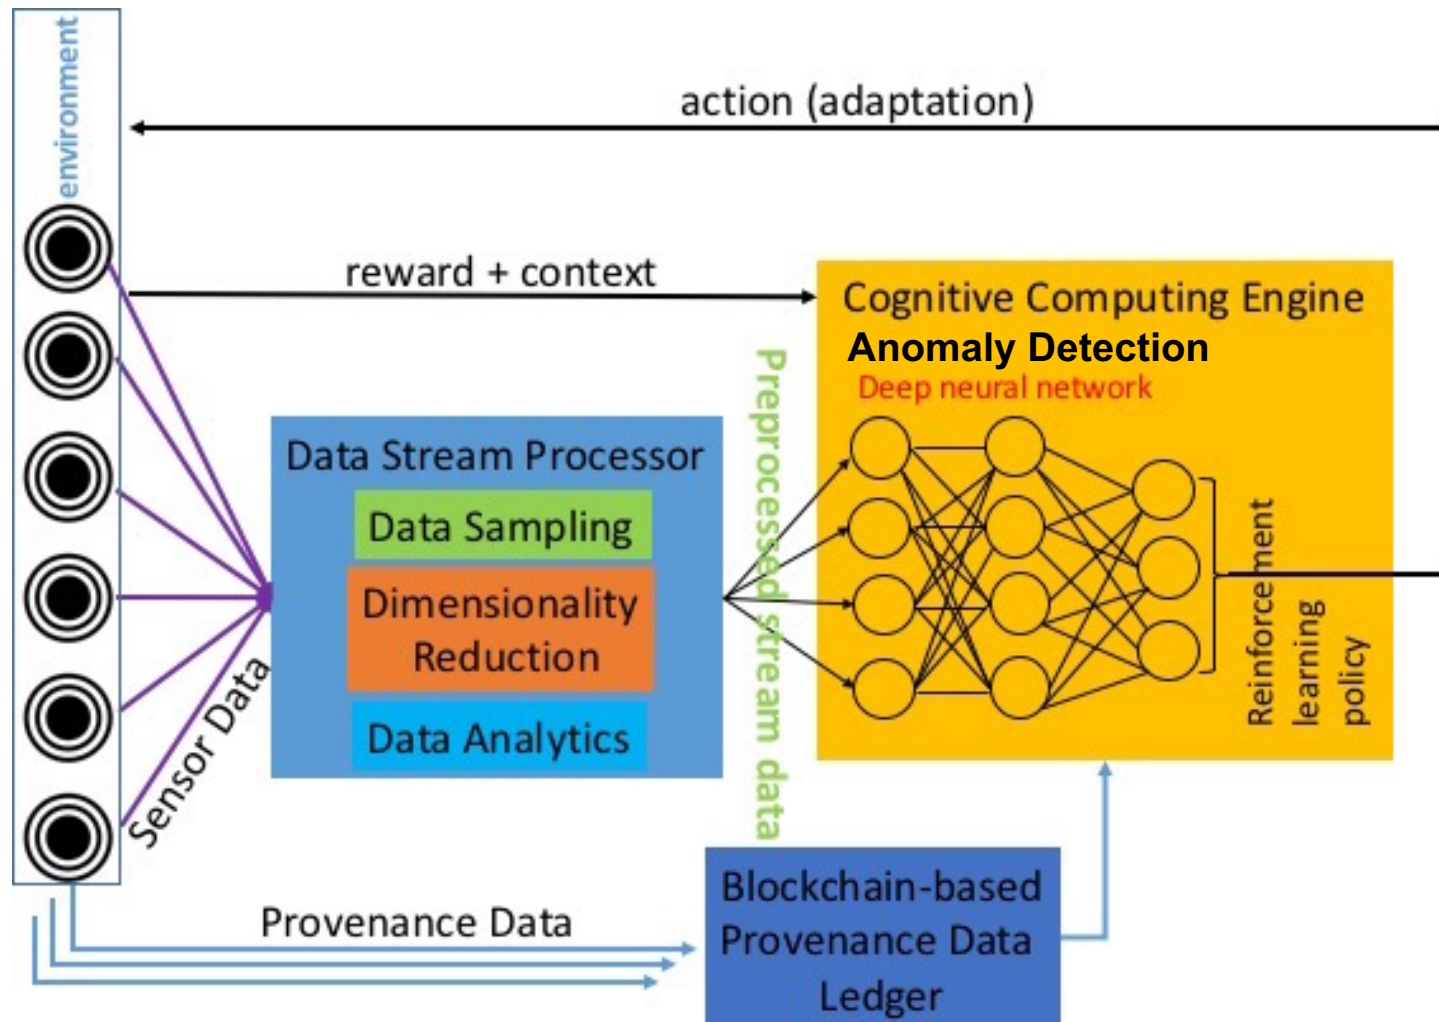 environment
action (adaptation)
reward + context
Cognitive Computing Engine
Anomaly Detection
Deep neural network
Preprocessed stream data
Data Stream Processor
Data Sampling
Dimensionality
Reduction
Data Analytics
Sensor Data
Reinforcement
learning
policy
Provenance Data
Blockchain-based
Provenance Data
Ledger